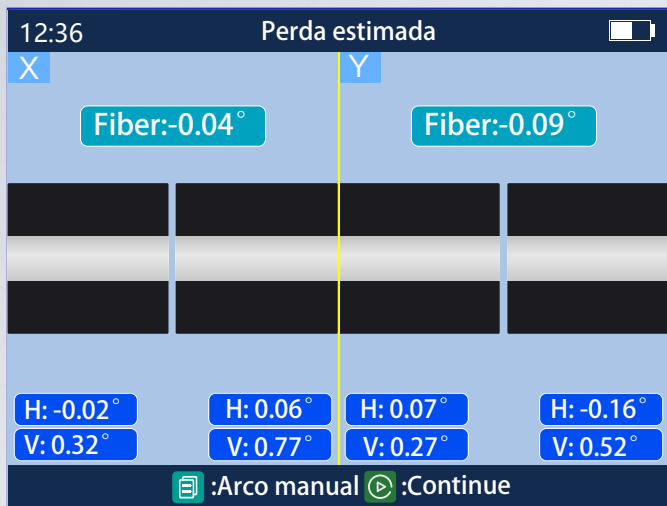 12:36 Perda estimada
X Y
Fiber:-0.04° Fiber:-0.09°
H: -0.02° H: 0.06° H: 0.07° H: -0.16°
V: 0.32° V: 0.77° V: 0.27° V: 0.52°
:Arco manual :Continue